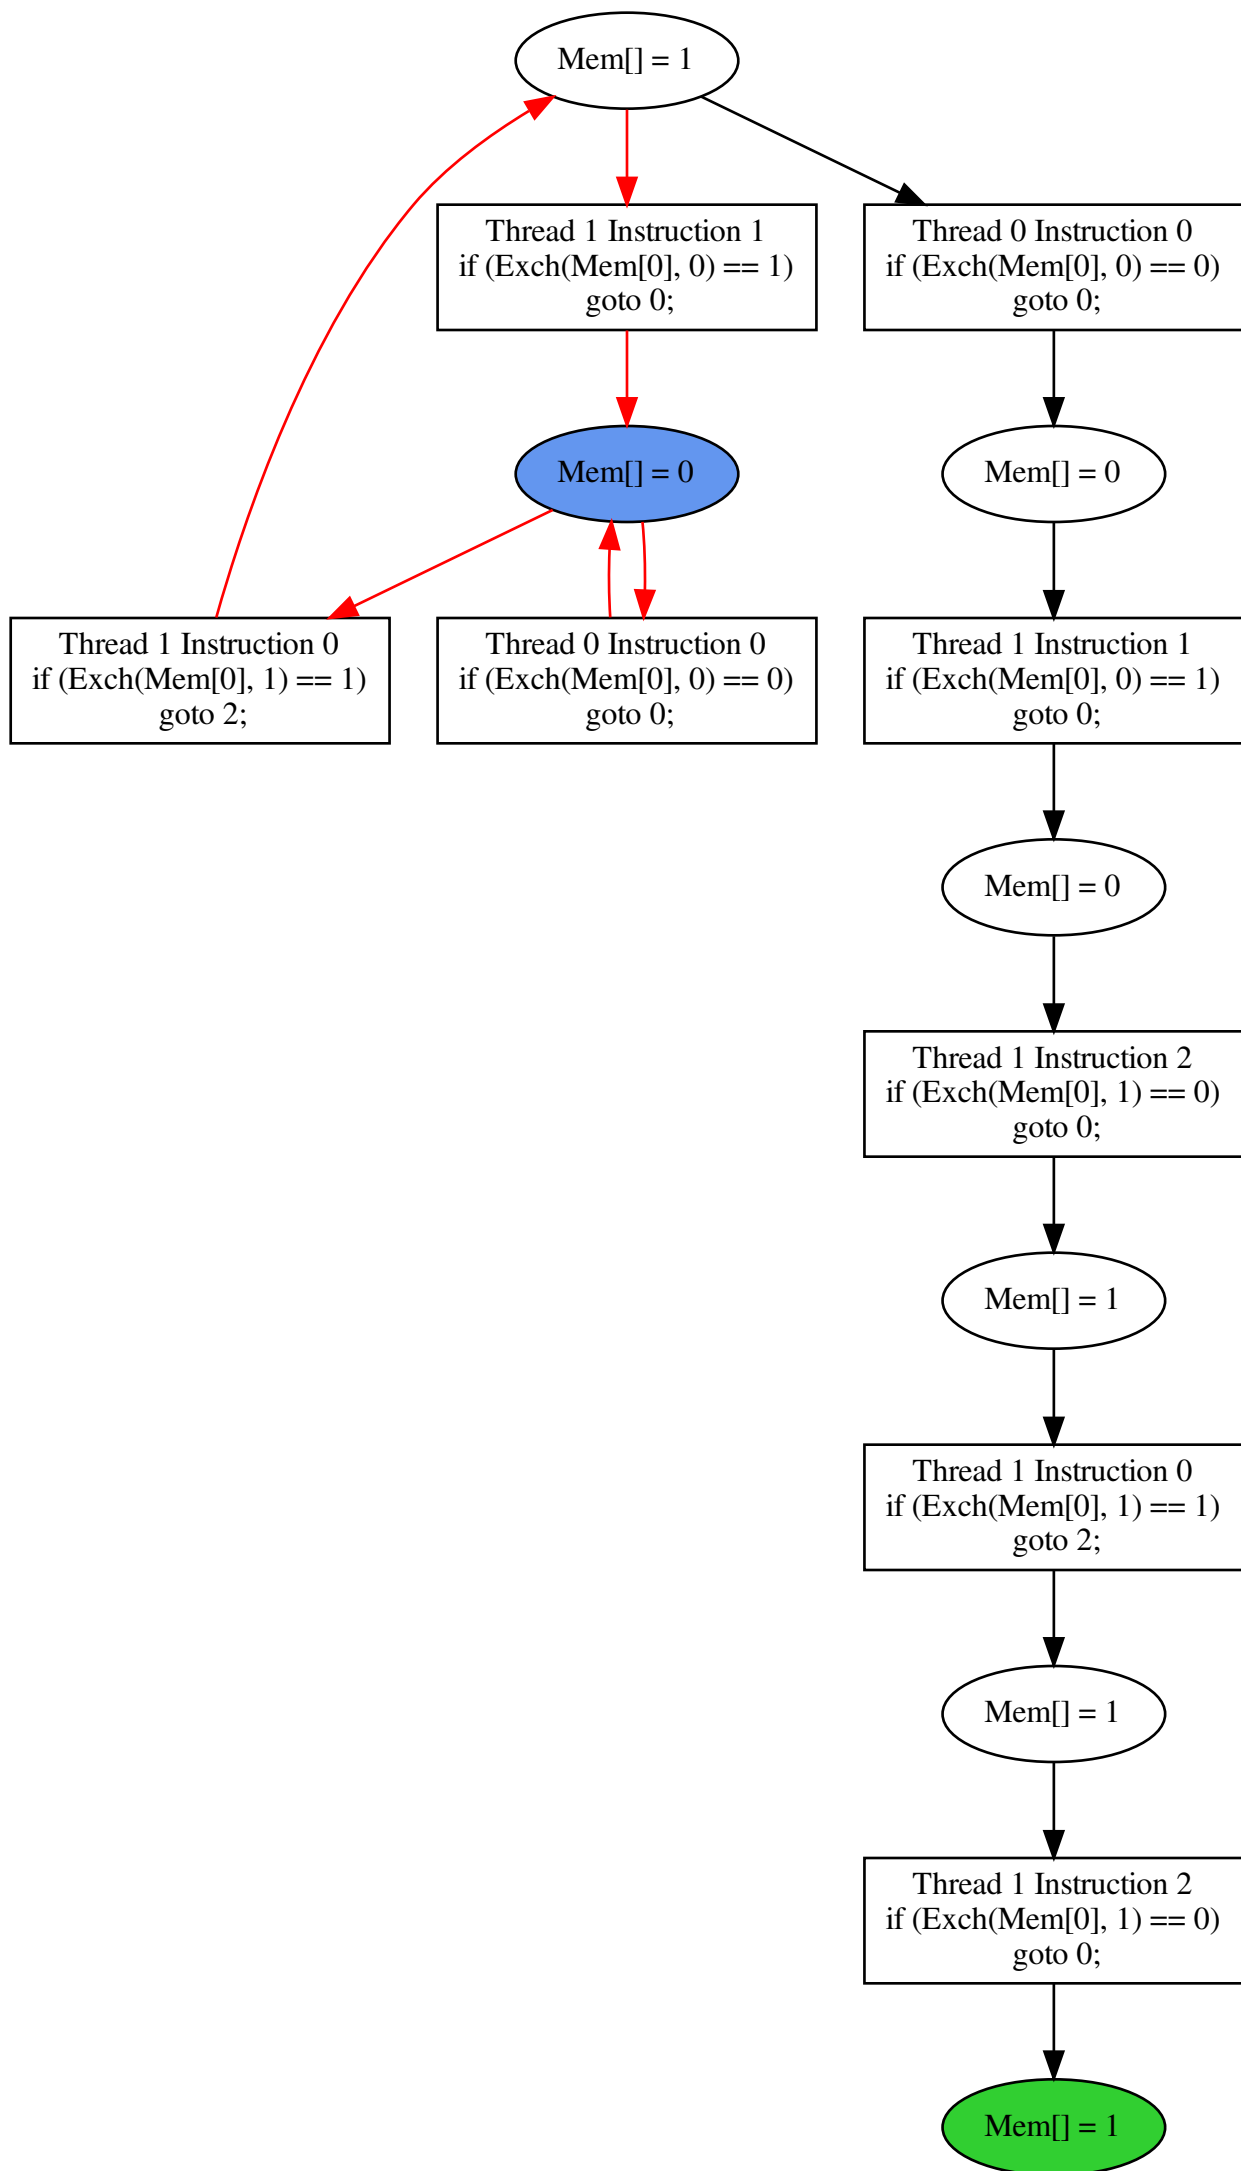 Mem[] = 1
Thread 1 Instruction 1
if (Exch(Mem[0], 0) == 1)
goto 0;
Thread 0 Instruction 0
if (Exch(Mem[0], 0) == 0)
goto 0;
Mem[] = 0
Mem[] = 0
Thread 1 Instruction 0
if (Exch(Mem[0], 1) == 1)
goto 2;
Thread 0 Instruction 0
if (Exch(Mem[0], 0) == 0)
goto 0;
Thread 1 Instruction 1
if (Exch(Mem[0], 0) == 1)
goto 0;
Mem[] = 0
Thread 1 Instruction 2
if (Exch(Mem[0], 1) == 0)
goto 0;
Mem[] = 1
Thread 1 Instruction 0
if (Exch(Mem[0], 1) == 1)
goto 2;
Mem[] = 1
Thread 1 Instruction 2
if (Exch(Mem[0], 1) == 0)
goto 0;
Mem[] = 1